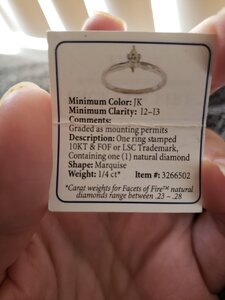 Minimum Color: JK
Minimum Clarity: I2–I3
Comments:
Graded as mounting permits
Description: One ring stamped
10KT & FOF or LSC Trademark,
Containing one (1) natural diamond
Shape: Marquise
Weight: 1/4 ct* Item #: 3266502
*Carat weights for Facets of Fire™ natural
diamonds range between .23 – .28